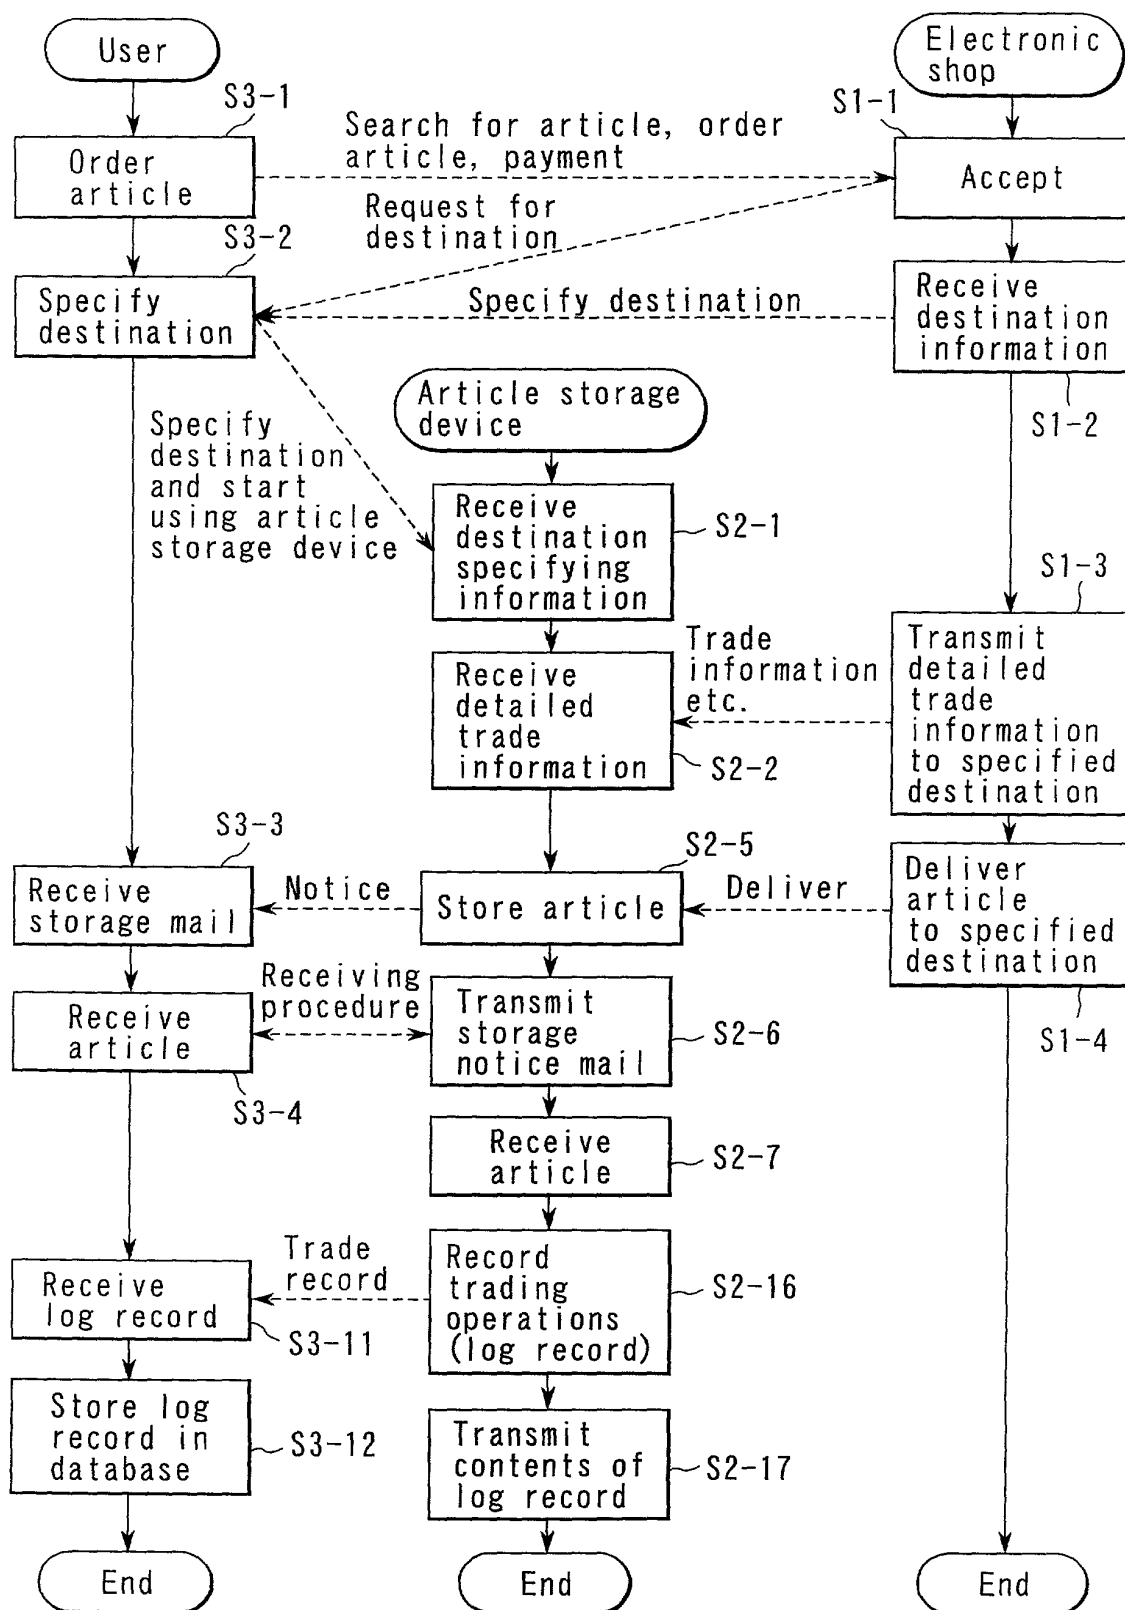 User
Electronic
shop
S3-1
S1-1
Order
article
Search for article, order
article, payment
Accept
Request for
destination
S3-2
Specify
destination
Specify destination
Receive
destination
information
S1-2
Article storage
device
Specify
destination
and start
using article
storage device
Receive
destination
specifying
information
S2-1
S1-3
Receive
detailed
trade
information
S2-2
Trade
information
etc.
Transmit
detailed
trade
information
to specified
destination
S3-3
S2-5
Receive
storage mail
Notice
Store article
Deliver
Deliver
article
to specified
destination
S1-4
Receive
article
S3-4
Receiving
procedure
Transmit
storage
notice mail
S2-6
Receive
article
S2-7
Receive
log record
S3-11
Trade
record
Record
trading
operations
(log record)
S2-16
Store log
record in
database
S3-12
Transmit
contents of
log record
S2-17
End
End
End